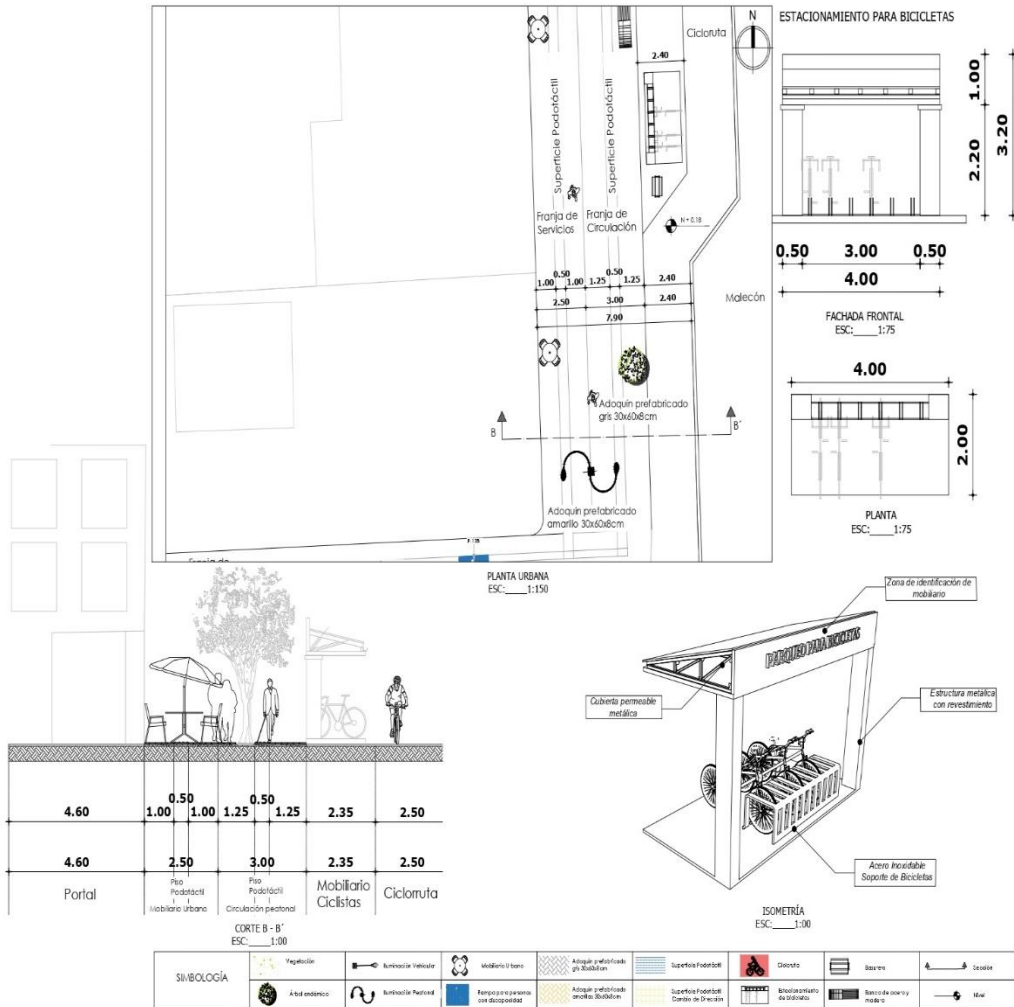 ESTACIONAMIENTO PARA BICICLETAS
N
Cicloruta
2.40
Superficie Podotáctil
Superficie Podotáctil
Franja de
Servicios
Franja de
Circulación
N + 0.18
0.50
0.50
1.00
1.00
1.25
1.25
2.40
2.50
3.00
2.40
7.90
Malecón
Adoquín prefabricado
gris 30x60x8cm
B
B´
Adoquín prefabricado
amarillo 30x60x8cm
PLANTA URBANA
ESC:____1:150
1.00
2.20
3.20
0.50
3.00
0.50
4.00
FACHADA FRONTAL
ESC:____1:75
4.00
2.00
PLANTA
ESC:____1:75
Zona de identificación de
mobiliario
PARQUEO PARA BICICLETAS
Cubierta permeable
metálica
Estructura metálica
con revestimiento
Acero Inoxidable
Soporte de Bicicletas
ISOMETRÍA
ESC:____1:00
4.60
1.00
0.50
1.00
1.25
0.50
1.25
2.35
2.50
4.60
2.50
3.00
2.35
2.50
Portal
Piso
Podotáctil
Mobiliario Urbano
Piso
Podotáctil
Circulación peatonal
Mobiliario
Ciclistas
Ciclorruta
CORTE B - B´
ESC:____1:00
SIMBOLOGÍA
Vegetación
Iluminación Vehicular
Mobiliario Urbano
Adoquín prefabricado
gris 30x60x8cm
Superficie Podotáctil
Cicloruta
Basurero
Sección
Árbol endémico
Iluminación Peatonal
Rampa para personas
con discapacidad
Adoquín prefabricado
amarillo 30x60x8cm
Superficie Podotáctil
Cambio de Dirección
Estacionamiento
de bicicletas
Banca de acero y
madera
Nivel